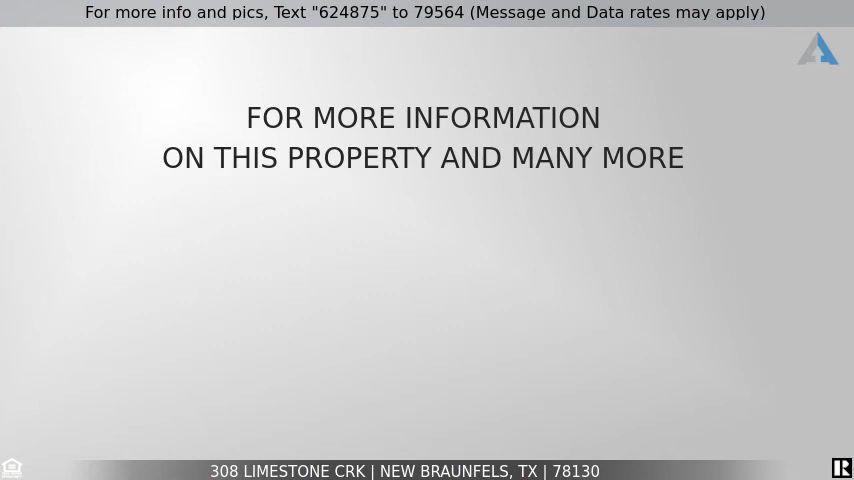 For more info and pics, Text "624875" to 79564 (Message and Data rates may apply)
FOR MORE INFORMATION
ON THIS PROPERTY AND MANY MORE
308 LIMESTONE CRK | NEW BRAUNFELS, TX | 78130